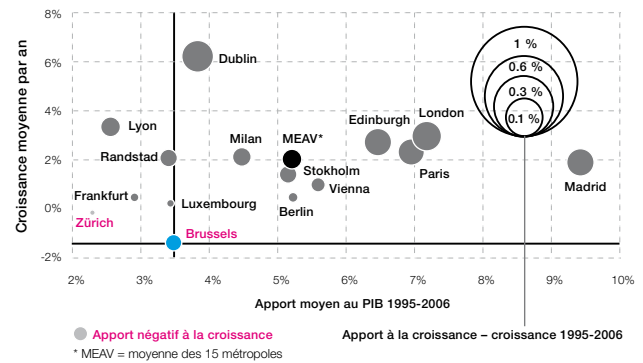 Croissance moyenne par an
8%
6%
4%
2%
0%
-2%
Dublin
Lyon
Randstad
Milan
MEAV*
Edinburgh
London
Paris
Stokholm
Vienna
Madrid
Frankfurt
Luxembourg
Berlin
Zürich
Brussels
1 %
0.6 %
0.3 %
0.1 %
2% 3% 4% 5% 6% 7% 8% 9% 10%
Apport moyen au PIB 1995-2006
Apport négatif à la croissance
Apport à la croissance – croissance 1995-2006
* MEAV = moyenne des 15 métropoles